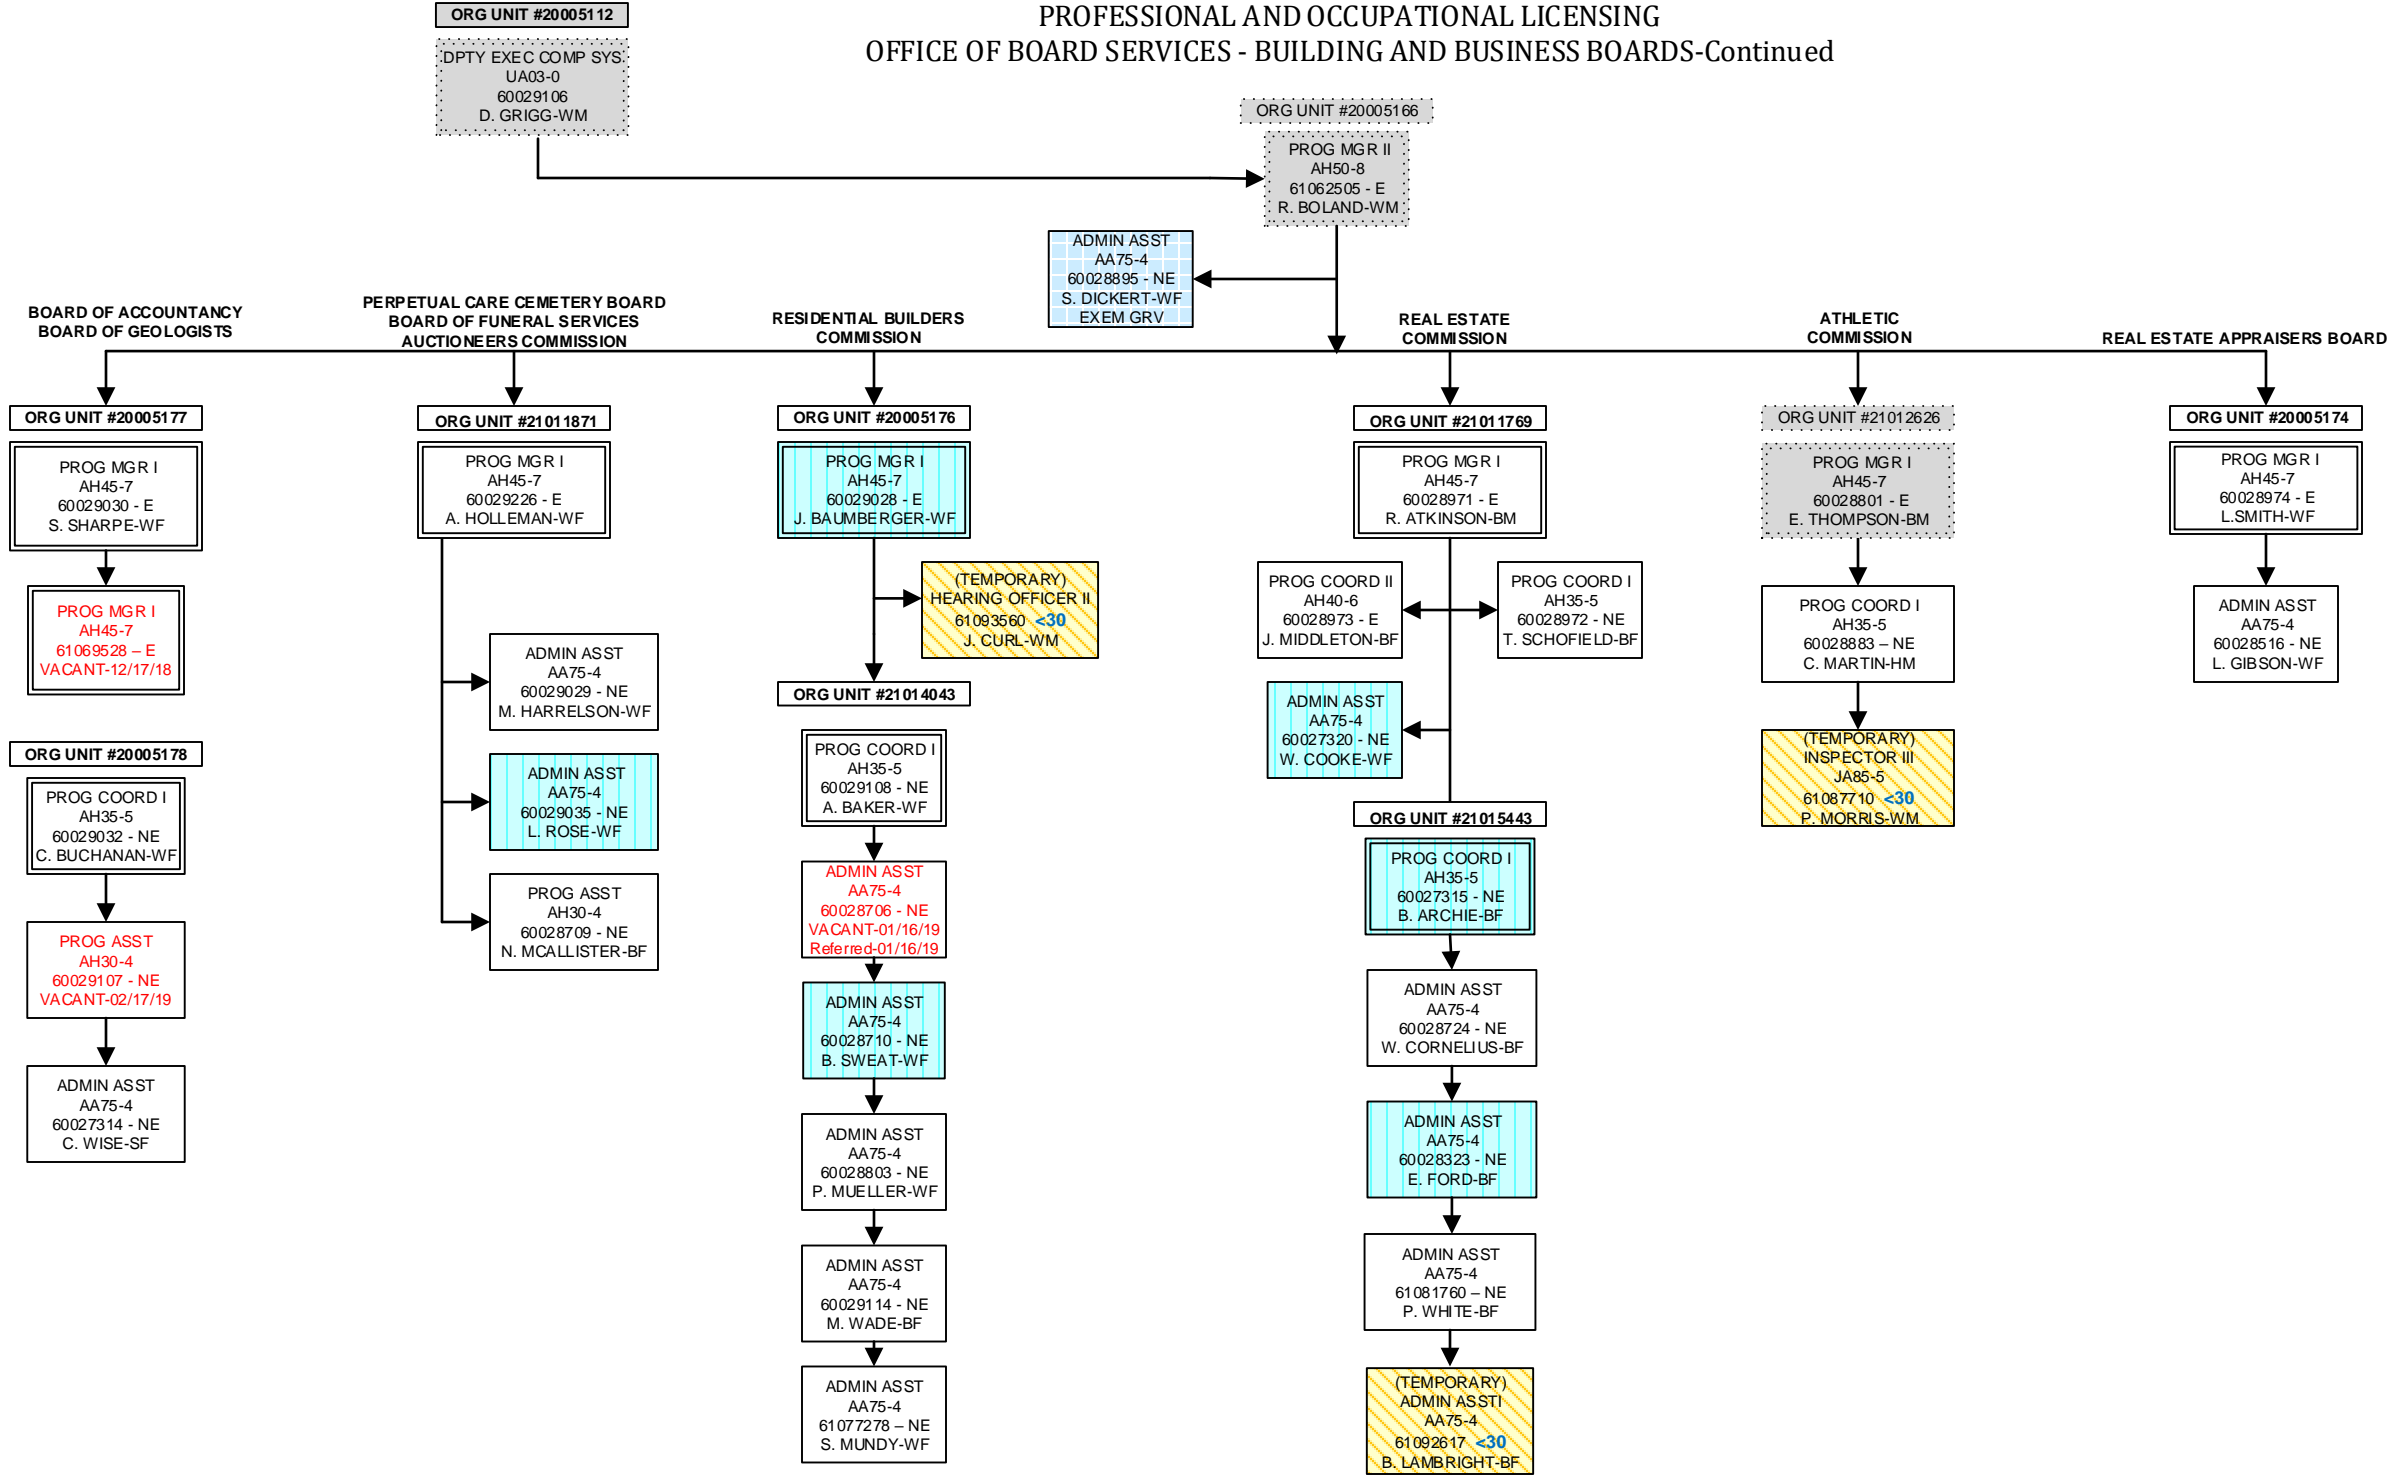 ORG UNIT #20005112
PROFESSIONAL AND OCCUPATIONAL LICENSING
OFFICE OF BOARD SERVICES - BUILDING AND BUSINESS BOARDS-Continued
DPTY EXEC COMP SYS
UA03-0
60029106
D. GRIGG-WM
ORG UNIT #20005166
PROG MGR II
AH50-8
61062505 - E
R. BOLAND-WM
ADMIN ASST
AA75-4
60028895 - NE
S. DICKERT-WF
EXEM GRV
BOARD OF ACCOUNTANCY
BOARD OF GEOLOGISTS
ORG UNIT #20005177
PROG MGR I
AH45-7
60029030 - E
S. SHARPE-WF
PROG MGR I
AH45-7
61069528 – E
VACANT-12/17/18
ORG UNIT #20005178
PROG COORD I
AH35-5
60029032 - NE
C. BUCHANAN-WF
PROG ASST
AH30-4
60029107 - NE
VACANT-02/17/19
ADMIN ASST
AA75-4
60027314 - NE
C. WISE-SF
PERPETUAL CARE CEMETERY BOARD
BOARD OF FUNERAL SERVICES
AUCTIONEERS COMMISSION
ORG UNIT #21011871
PROG MGR I
AH45-7
60029226 - E
A. HOLLEMAN-WF
ADMIN ASST
AA75-4
60029029 - NE
M. HARRELSON-WF
ADMIN ASST
AA75-4
60029035 - NE
L. ROSE-WF
PROG ASST
AH30-4
60028709 - NE
N. MCALLISTER-BF
RESIDENTIAL BUILDERS
COMMISSION
ORG UNIT #20005176
PROG MGR I
AH45-7
60029028 - E
J. BAUMBERGER-WF
(TEMPORARY)
HEARING OFFICER II
61093560 <30
J. CURL-WM
ORG UNIT #21014043
PROG COORD I
AH35-5
60029108 - NE
A. BAKER-WF
ADMIN ASST
AA75-4
60028706 - NE
VACANT-01/16/19
Referred-01/16/19
ADMIN ASST
AA75-4
60028710 - NE
B. SWEAT-WF
ADMIN ASST
AA75-4
60028803 - NE
P. MUELLER-WF
ADMIN ASST
AA75-4
60029114 - NE
M. WADE-BF
ADMIN ASST
AA75-4
61077278 – NE
S. MUNDY-WF
REAL ESTATE
COMMISSION
ORG UNIT #21011769
PROG MGR I
AH45-7
60028971 - E
R. ATKINSON-BM
PROG COORD II
AH40-6
60028973 - E
J. MIDDLETON-BF
PROG COORD I
AH35-5
60028972 - NE
T. SCHOFIELD-BF
ADMIN ASST
AA75-4
60027320 - NE
W. COOKE-WF
ORG UNIT #21015443
PROG COORD I
AH35-5
60027315 - NE
B. ARCHIE-BF
ADMIN ASST
AA75-4
60028724 - NE
W. CORNELIUS-BF
ADMIN ASST
AA75-4
60028323 - NE
E. FORD-BF
ADMIN ASST
AA75-4
61081760 – NE
P. WHITE-BF
(TEMPORARY)
ADMIN ASSTI
AA75-4
61092617 <30
B. LAMBRIGHT-BF
ATHLETIC
COMMISSION
ORG UNIT #21012626
PROG MGR I
AH45-7
60028801 - E
E. THOMPSON-BM
PROG COORD I
AH35-5
60028883 – NE
C. MARTIN-HM
(TEMPORARY)
INSPECTOR III
JA85-5
61087710 <30
P. MORRIS-WM
REAL ESTATE APPRAISERS BOARD
ORG UNIT #20005174
PROG MGR I
AH45-7
60028974 - E
L.SMITH-WF
ADMIN ASST
AA75-4
60028516 - NE
L. GIBSON-WF